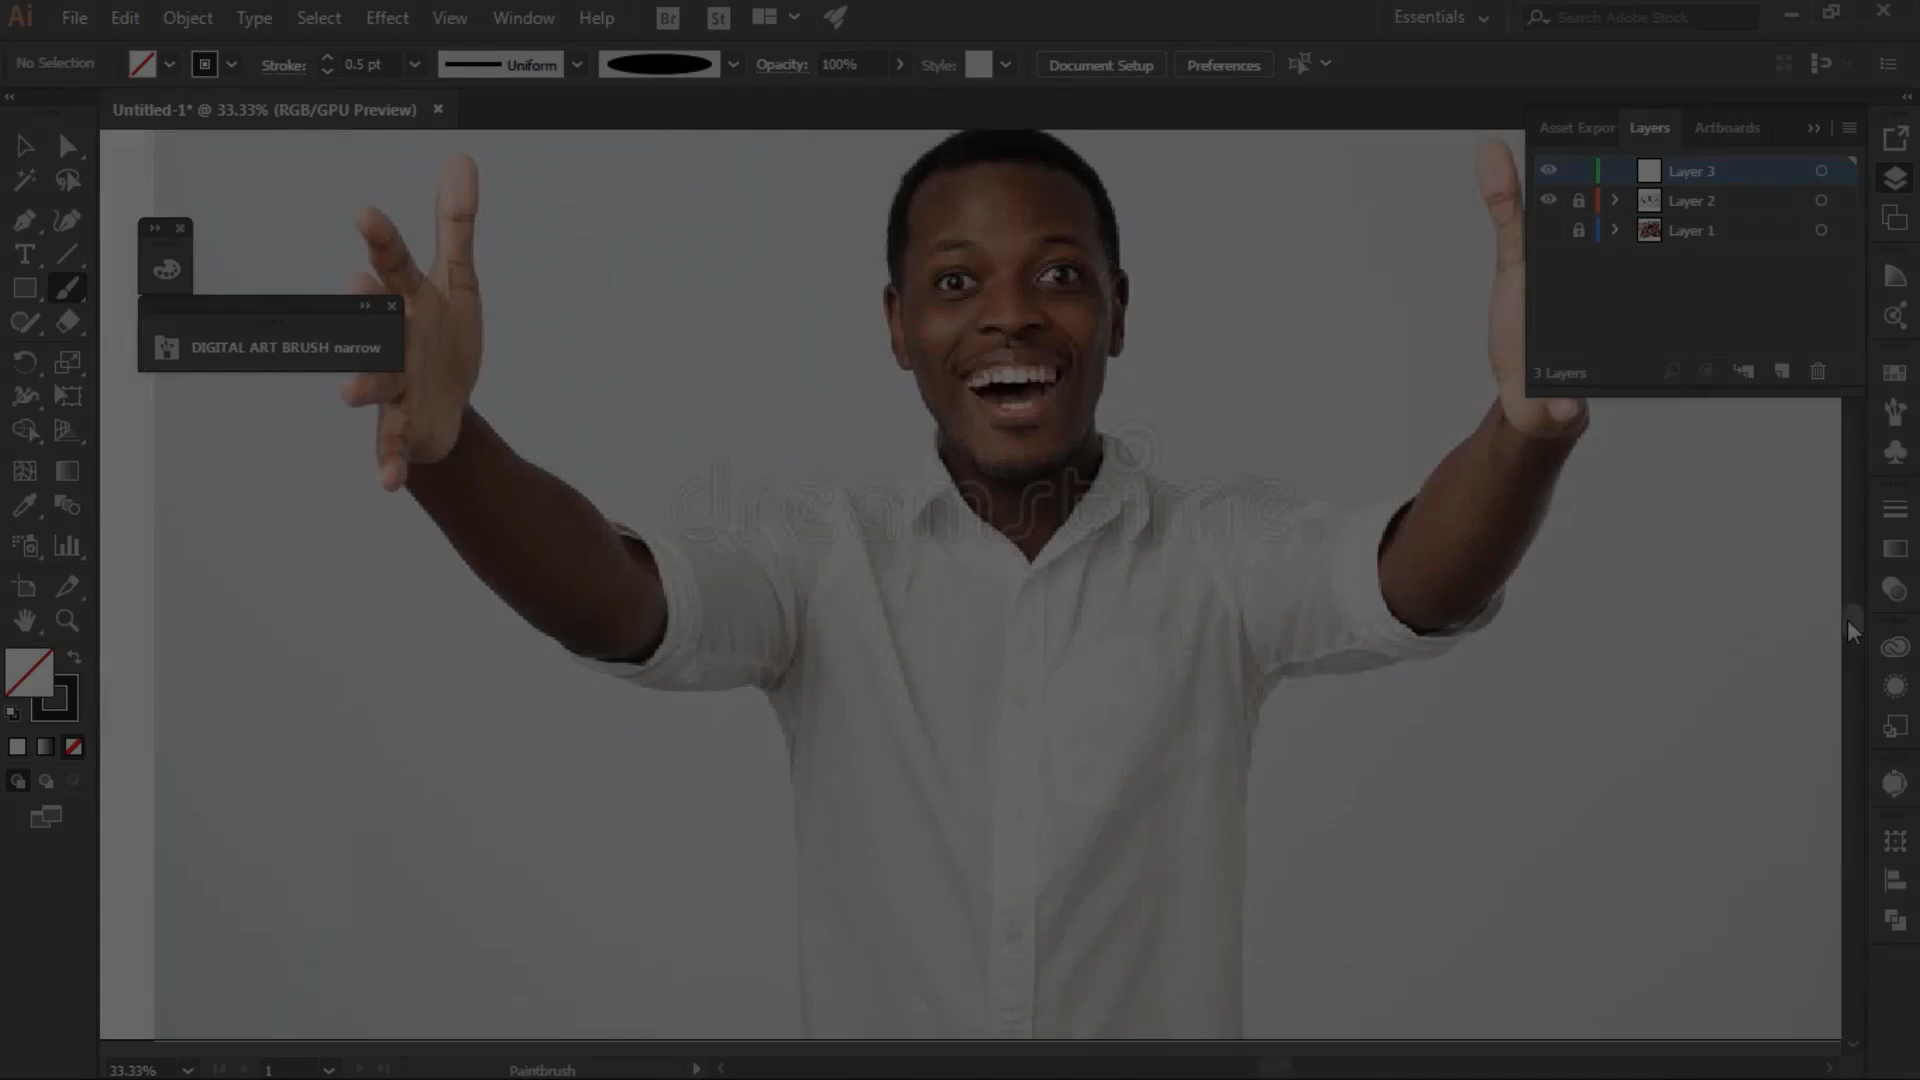 Ai File Edit Object Type Select Effect View Window Help Br St Essentials Search Adobe Stock
No Selection Stroke: 0.5 pt Uniform Opacity: 100% Style: Document Setup Preferences
Untitled-1* @ 33.33% (RGB/GPU Preview)
Asset Expor Layers Artboards
Layer 3
Layer 2
Layer 1
3 Layers
DIGITAL ART BRUSH narrow
dreamstime
33.33% 1 Paintbrush